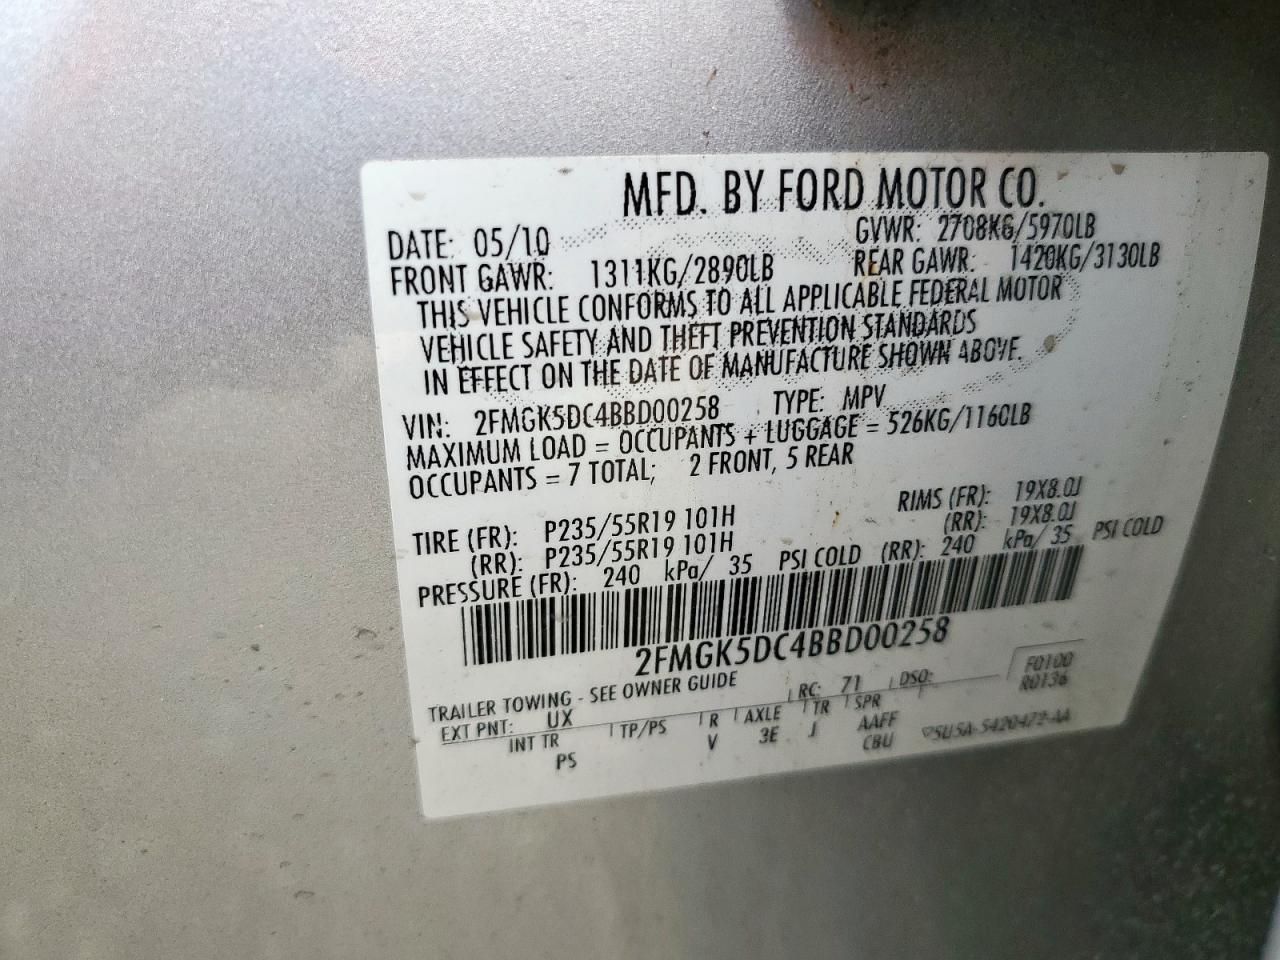 MFD. BY FORD MOTOR CO.
DATE: 05/10 GVWR: 2708KG/5970LB
FRONT GAWR: 1311KG/2890LB REAR GAWR: 1420KG/3130LB
THIS VEHICLE CONFORMS TO ALL APPLICABLE FEDERAL MOTOR
VEHICLE SAFETY AND THEFT PREVENTION STANDARDS
IN EFFECT ON THE DATE OF MANUFACTURE SHOWN ABOVE.
VIN: 2FMGK5DC4BBD00258 TYPE: MPV
MAXIMUM LOAD = OCCUPANTS + LUGGAGE = 526KG/1160LB
OCCUPANTS = 7 TOTAL; 2 FRONT, 5 REAR
TIRE (FR): P235/55R19 101H RIMS (FR): 19X8.0J
(RR): P235/55R19 101H (RR): 19X8.0J
PRESSURE (FR): 240 kPa/ 35 PSI COLD (RR): 240 kPa/ 35 PSI COLD
2FMGK5DC4BBD00258
TRAILER TOWING - SEE OWNER GUIDE
RC: 71 DSO: F0100
R0136
EXT PNT: UX
INT TR TP/PS R AXLE TR SPR
PS V 3E J AAFF
CBU
5U5A-5420472-AA